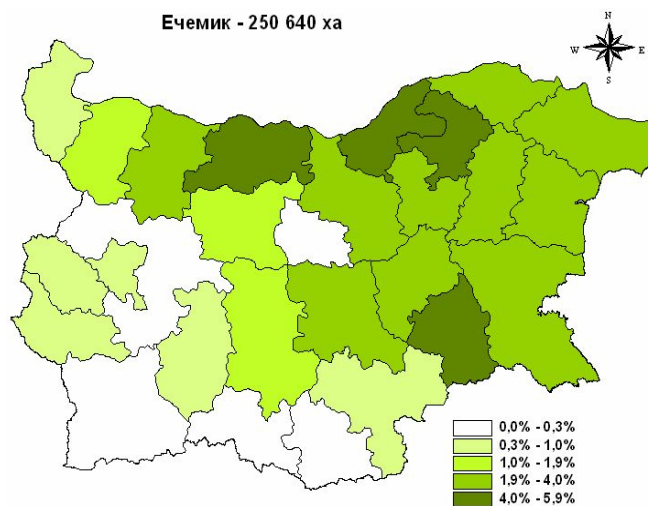 Ечемик - 250 640 ха
N
W E
S
0,0% - 0,3%
0,3% - 1,0%
1,0% - 1,9%
1,9% - 4,0%
4,0% - 5,9%